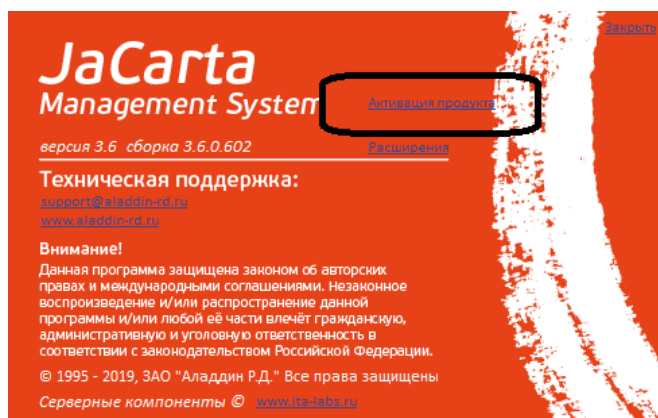 Закрыть
JaCarta
Management System
Активация продукта
версия 3.6 сборка 3.6.0.602
Расширения
Техническая поддержка:
support@aladdin-rd.ru
www.aladdin-rd.ru
Внимание!
Данная программа защищена законом об авторских
правах и международными соглашениями. Незаконное
воспроизведение и/или распространение данной
программы и/или любой её части влечёт гражданскую,
административную и уголовную ответственность в
соответствии с законодательством Российской Федерации.
© 1995 - 2019, ЗАО "Аладдин Р.Д." Все права защищены
Серверные компоненты © www.ita-labs.ru